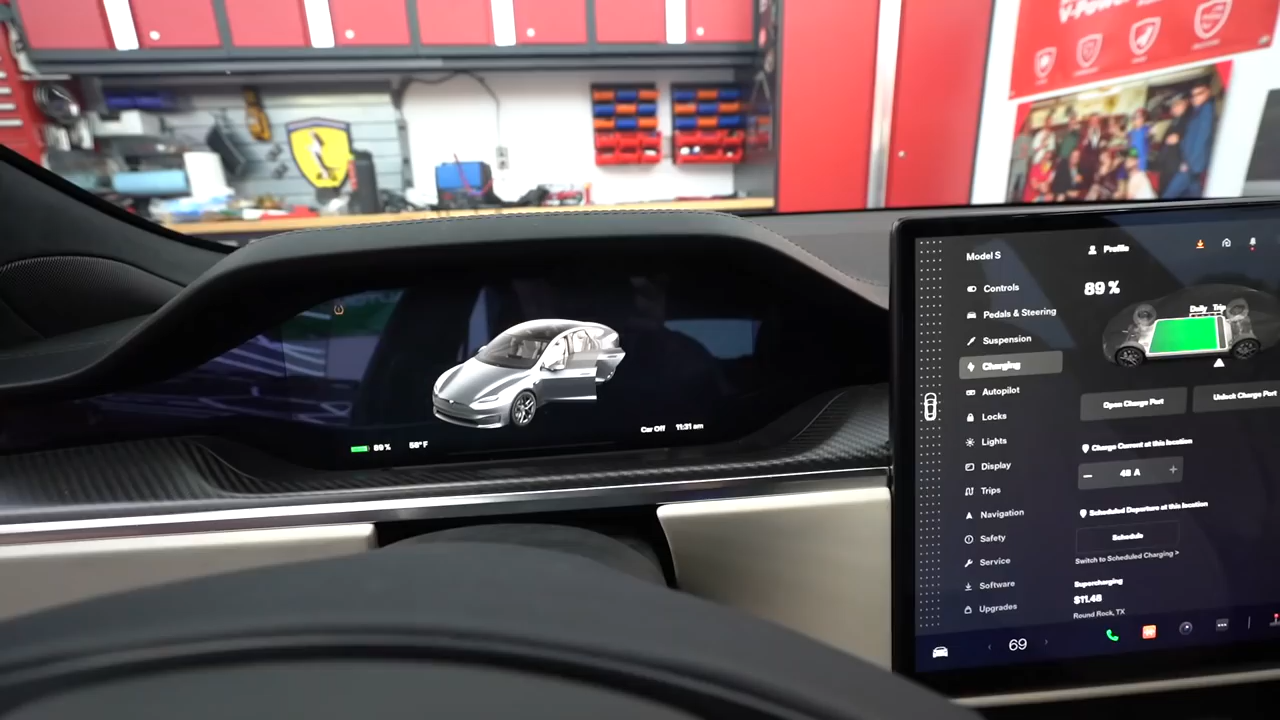 V-Power
Model S
Profile
Controls
Pedals & Steering
Suspension
Charging
Autopilot
Locks
Lights
Display
Trips
Navigation
Safety
Service
Software
Upgrades
89 %
Daily Trip
Open Charge Port
Unlock Charge Port
Charge Current at this location
48 A
Scheduled Departure at this location
Schedule
Switch to Scheduled Charging >
Supercharging
$11.48
Round Rock, TX
69
89 %
58°F
Car Off
11:31 am